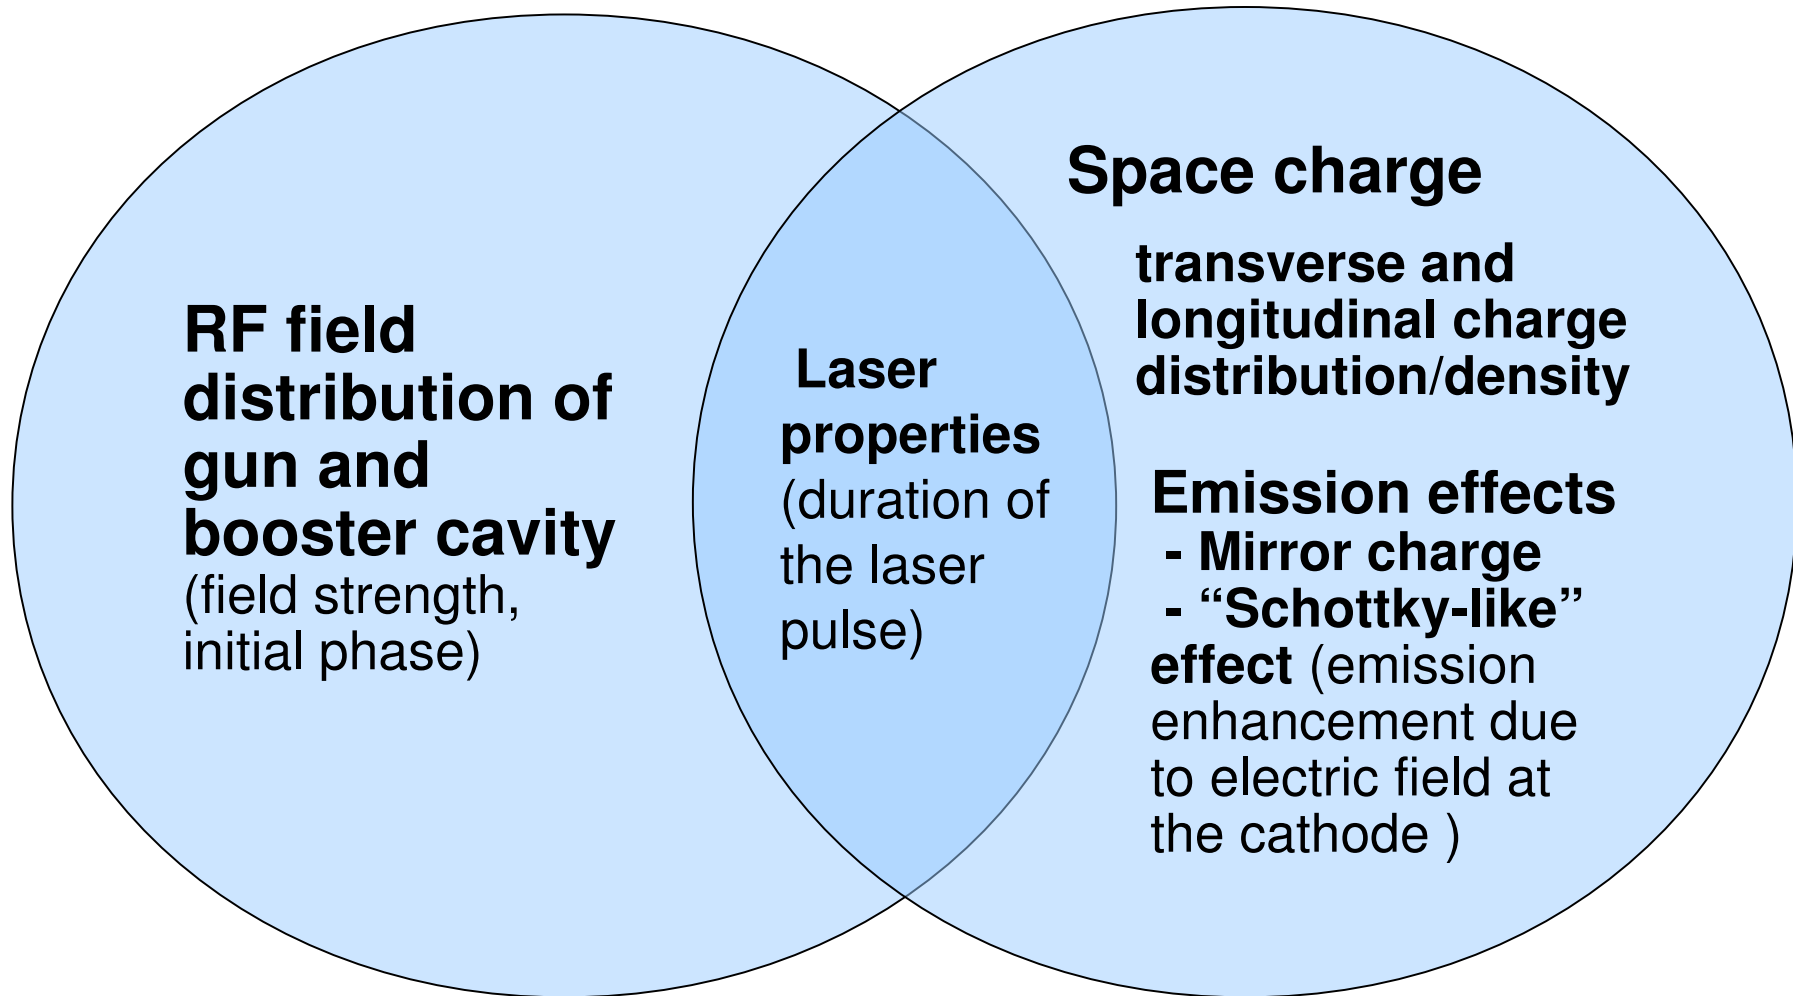 RF field
distribution of
gun and
booster cavity
(field strength,
initial phase)
Laser
properties
(duration of
the laser
pulse)
Space charge
transverse and
longitudinal charge
distribution/density
Emission effects
- Mirror charge
- “Schottky-like”
effect (emission
enhancement due
to electric field at
the cathode )